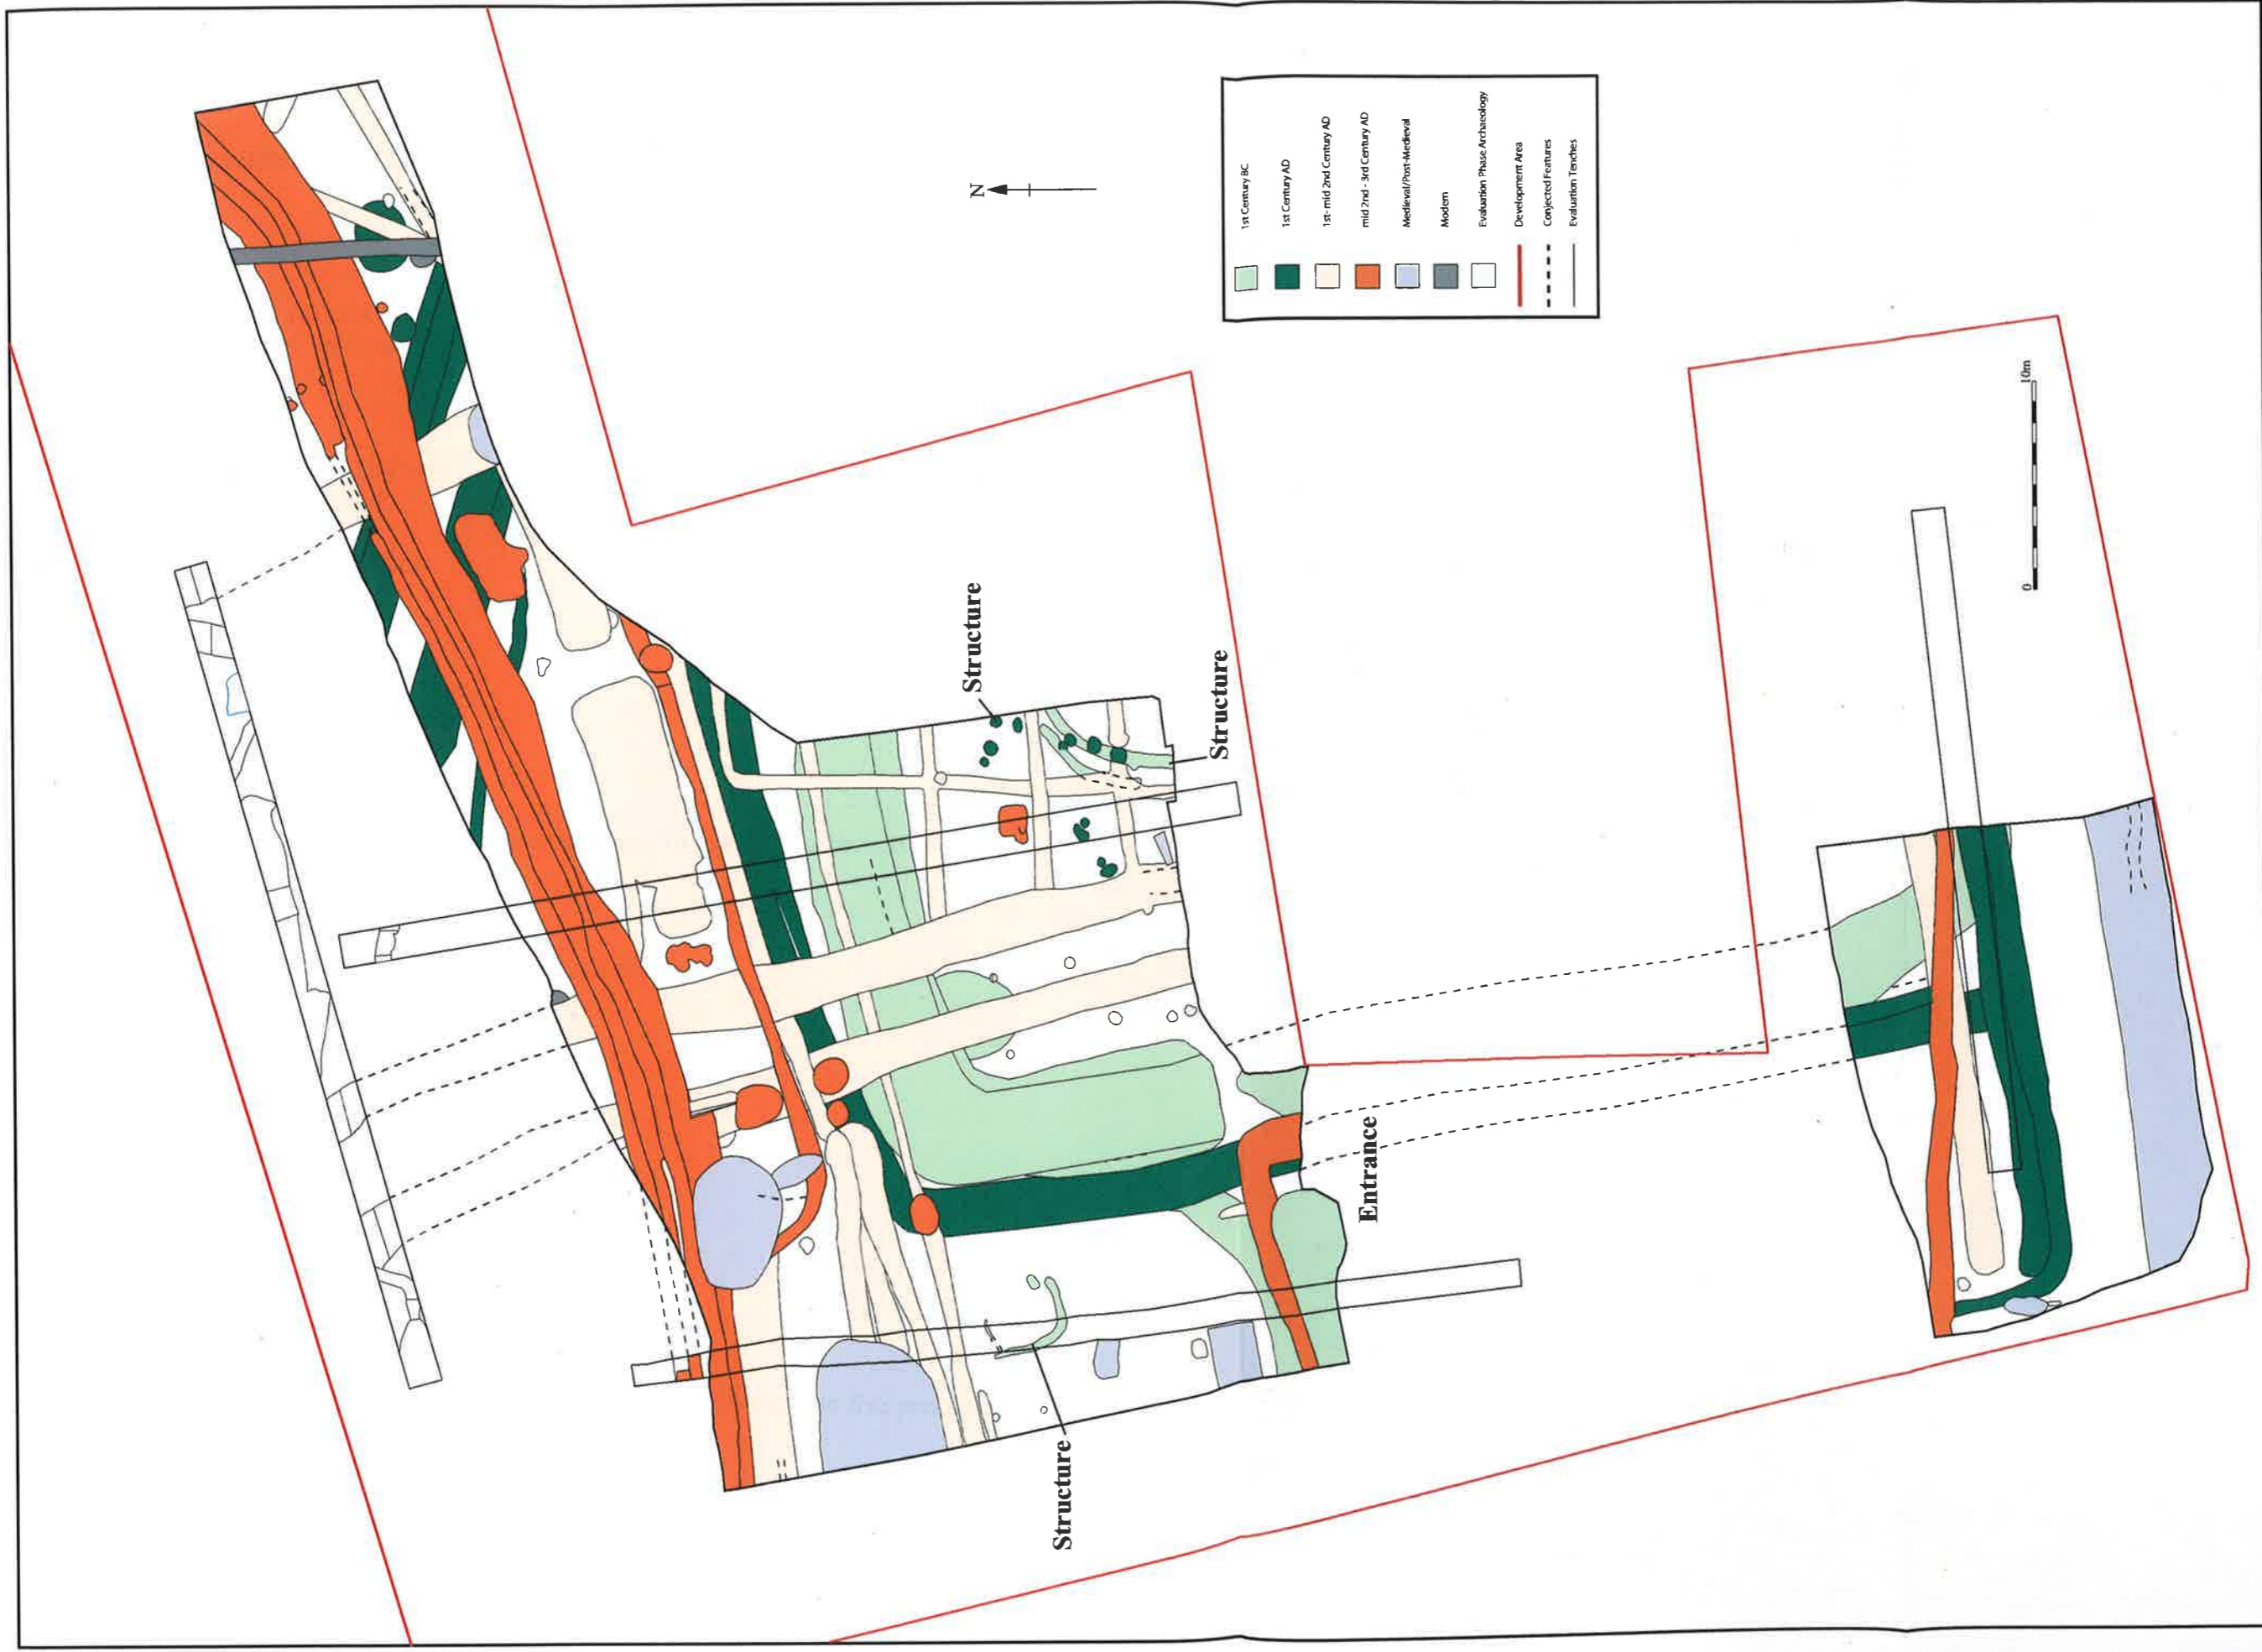 N
1st Century BC
1st Century AD
1st- mid 2nd Century AD
mid 2nd - 3rd Century AD
Medieval/Post-Medieval
Modern
Evaluation Phase Archaeology
Development Area
Conjected Features
Evaluation Tenches
Structure
Structure
Structure
Entrance
0
10m